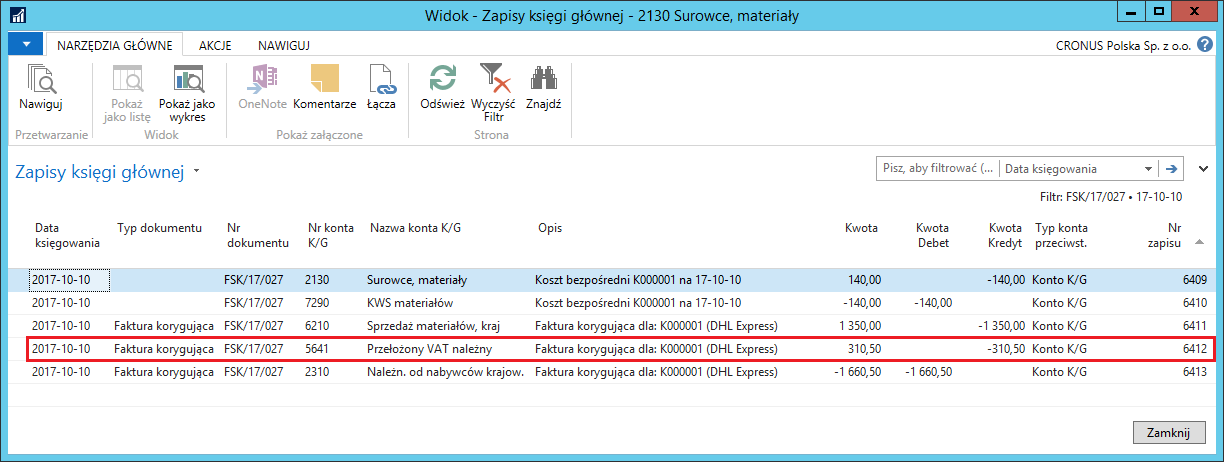 Widok - Zapisy księgi głównej - 2130 Surowce, materiały
NARZĘDZIA GŁÓWNE AKCJE NAWIGUJ CRONUS Polska Sp. z o.o.
Nawiguj Pokaż jako listę Pokaż jako wykres OneNote Komentarze Łącza Odśwież Wyczyść Filtr Znajdź
Przetwarzanie Widok Pokaż załączone Strona
Zapisy księgi głównej Pisz, aby filtrować (... Data księgowania
Filtr: FSK/17/027 • 17-10-10
Data księgowania Typ dokumentu Nr dokumentu Nr konta K/G Nazwa konta K/G Opis Kwota Kwota Debet Kwota Kredyt Typ konta przeciwst. Nr zapisu
2017-10-10 FSK/17/027 2130 Surowce, materiały Koszt bezpośredni K000001 na 17-10-10 140,00 -140,00 Konto K/G 6409
2017-10-10 FSK/17/027 7290 KWS materiałów Koszt bezpośredni K000001 na 17-10-10 -140,00 -140,00 Konto K/G 6410
2017-10-10 Faktura korygująca FSK/17/027 6210 Sprzedaż materiałów, kraj Faktura korygująca dla: K000001 (DHL Express) 1 350,00 -1 350,00 Konto K/G 6411
2017-10-10 Faktura korygująca FSK/17/027 5641 Przełożony VAT należny Faktura korygująca dla: K000001 (DHL Express) 310,50 -310,50 Konto K/G 6412
2017-10-10 Faktura korygująca FSK/17/027 2310 Należn. od nabywców krajow. Faktura korygująca dla: K000001 (DHL Express) -1 660,50 -1 660,50 Konto K/G 6413
Zamknij